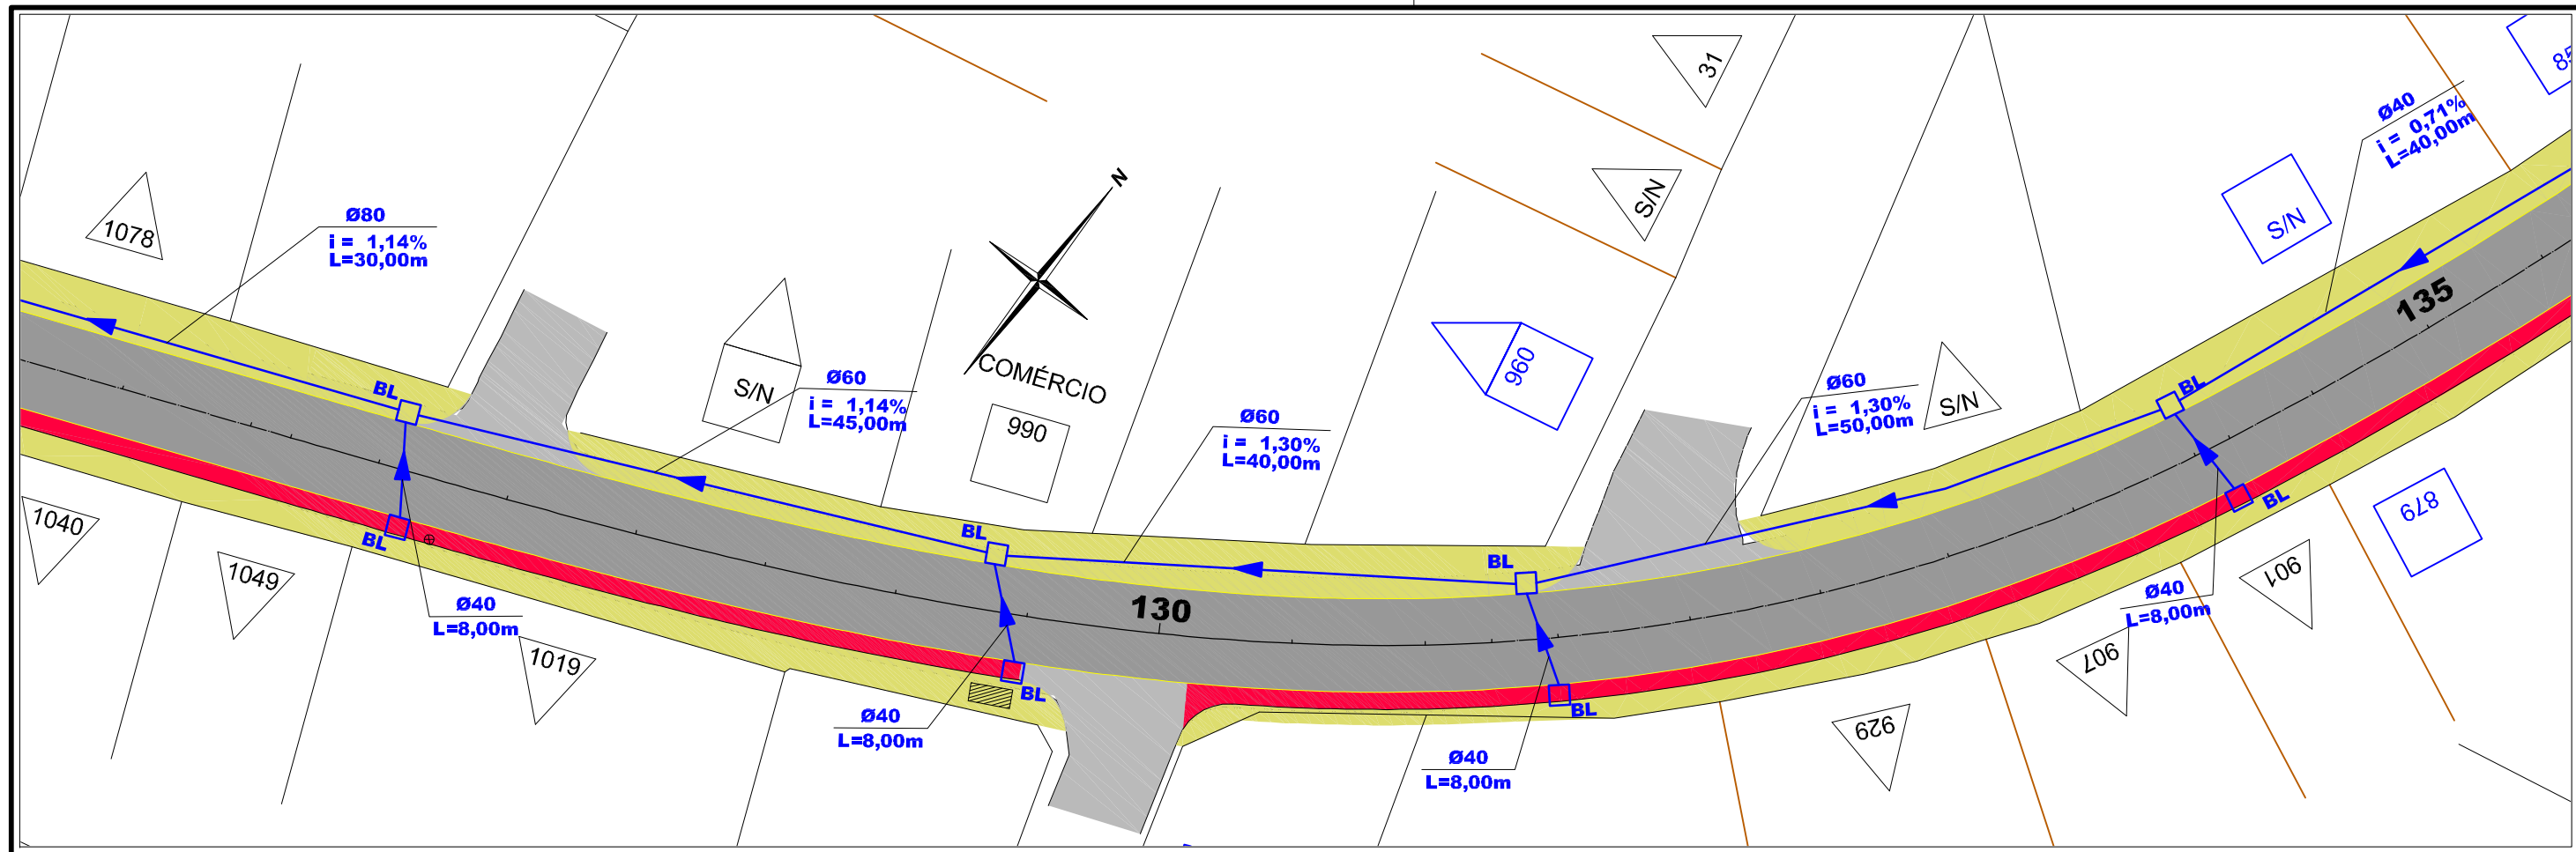 31
85
Ø40
i = 0,71%
L=40,00m
N
S/N
S/N
1078
Ø80
i = 1,14%
L=30,00m
135
COMÉRCIO
960
S/N
Ø60
i = 1,14%
L=45,00m
Ø60
i = 1,30%
L=50,00m
S/N
BL
BL
990
Ø60
i = 1,30%
L=40,00m
BL
879
1040
BL
BL
BL
1049
901
Ø40
L=8,00m
130
Ø40
L=8,00m
1019
907
BL
BL
929
Ø40
L=8,00m
Ø40
L=8,00m